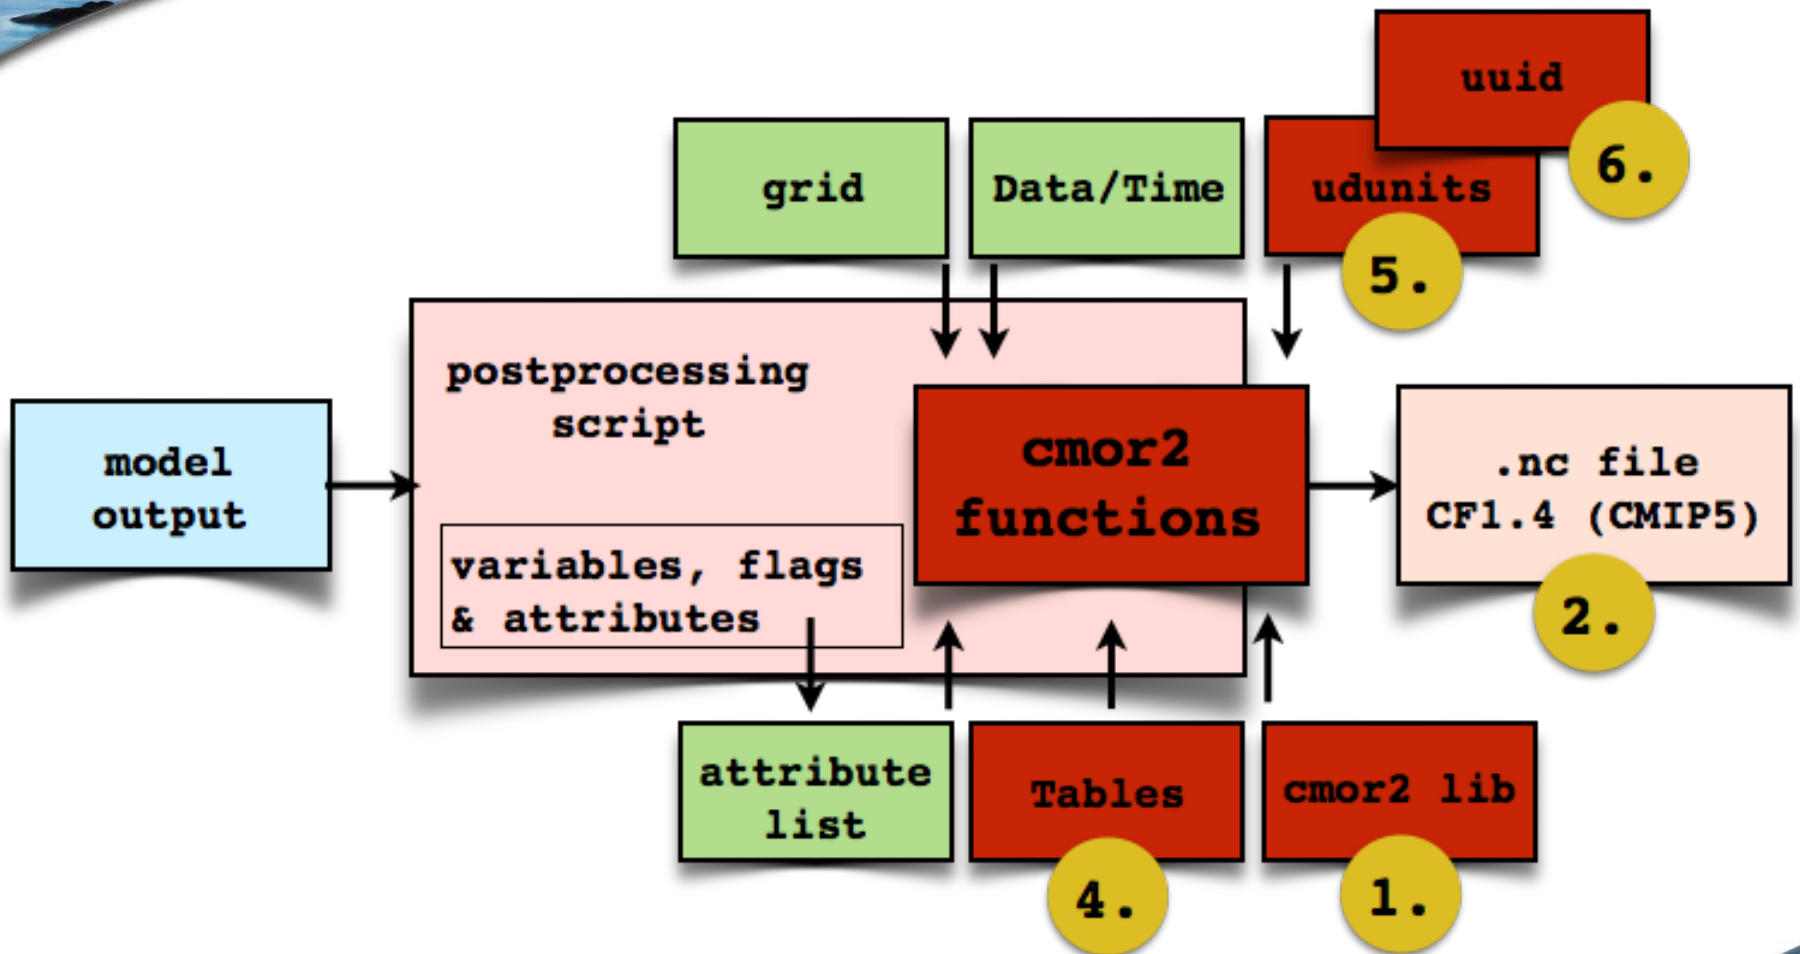 uuid
6.
grid
Data/Time
udunits
5.
postprocessing
script
model
output
cmor2
functions
.nc file
CF1.4 (CMIP5)
2.
variables, flags
& attributes
attribute
list
Tables
cmor2 lib
4.
1.